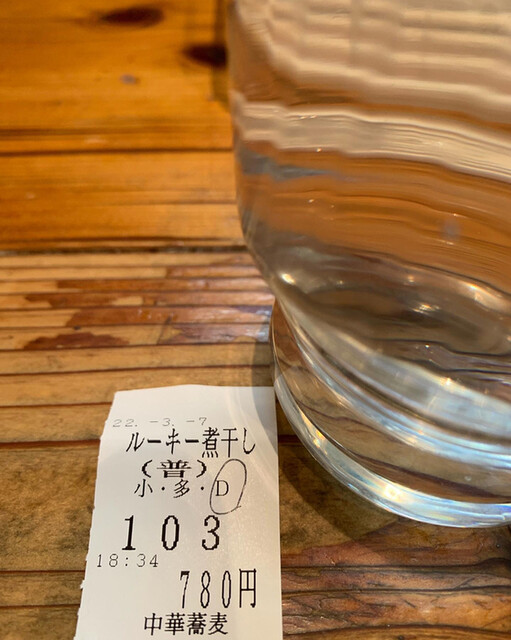 22.-3.-7
ルーキー煮干し
(普)
小・多・D
103
18:34
780円
中華蕎麦